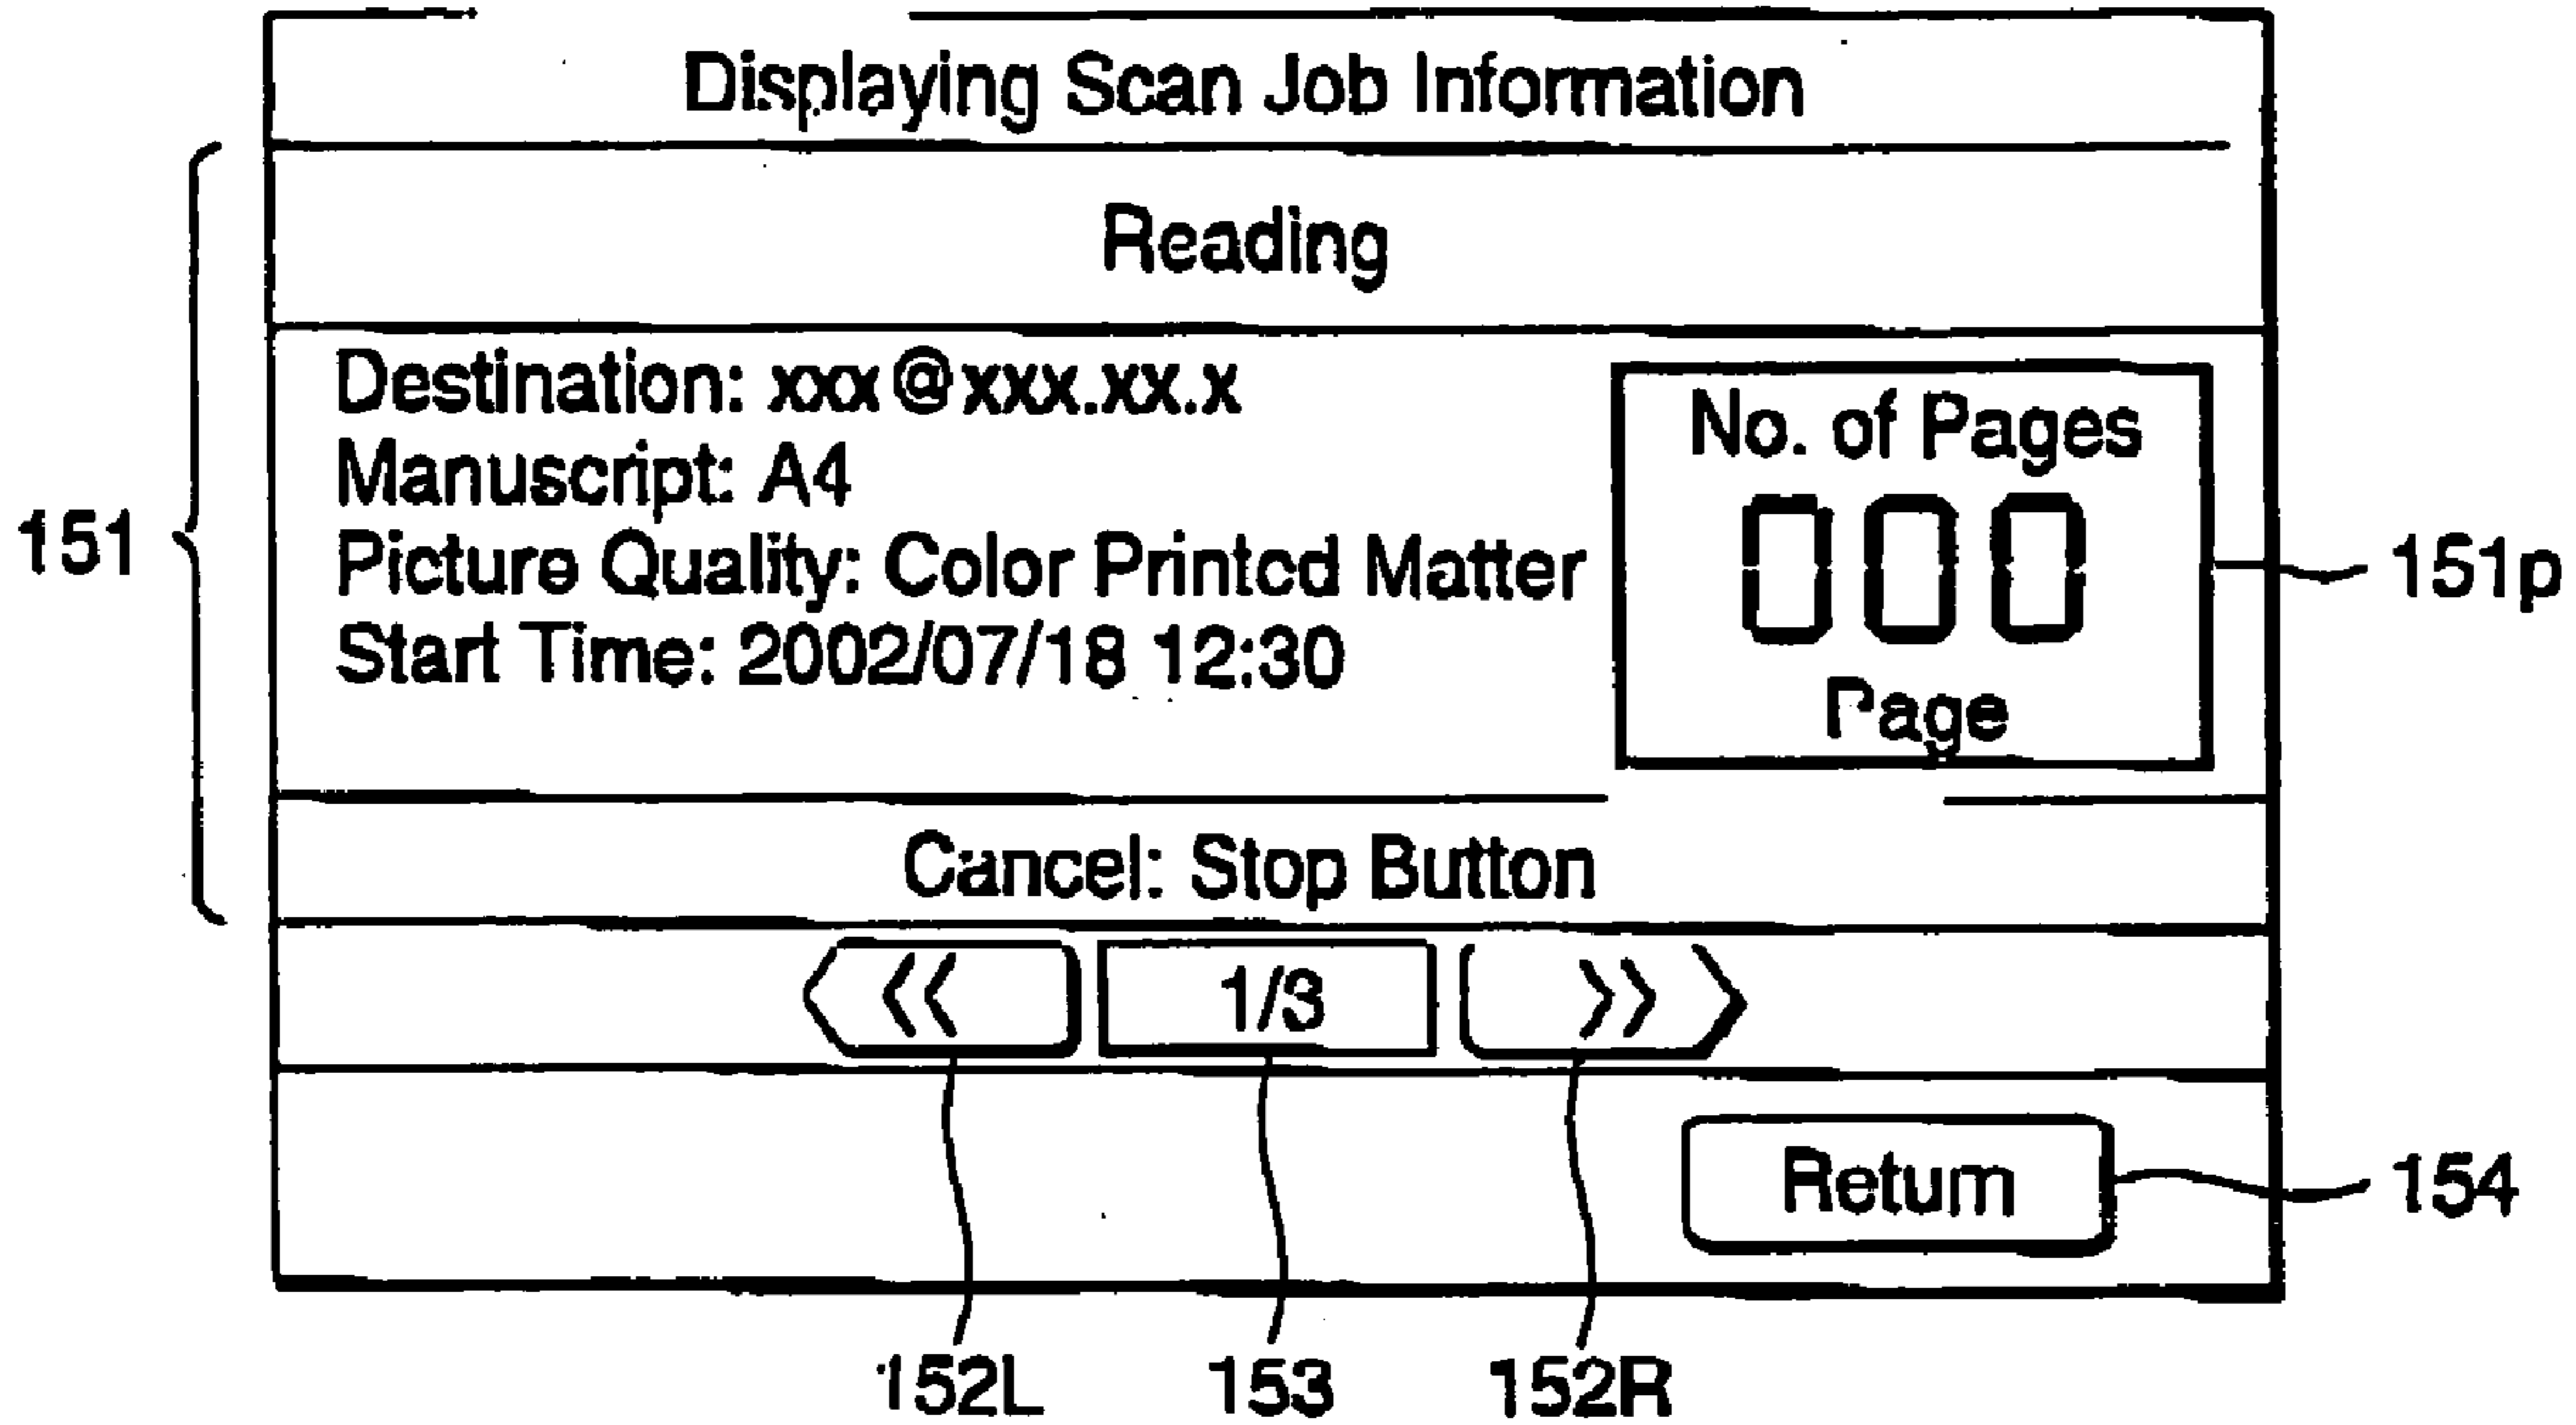 Displaying Scan Job Information
Reading
Destination: xxx@xxx.xx.x
Manuscript: A4
Picture Quality: Color Printed Matter
Start Time: 2002/07/18 12:30
No. of Pages
000
Page
151
151p
Cancel: Stop Button
<< 1/3 >>
Return
154
152L 153 152R